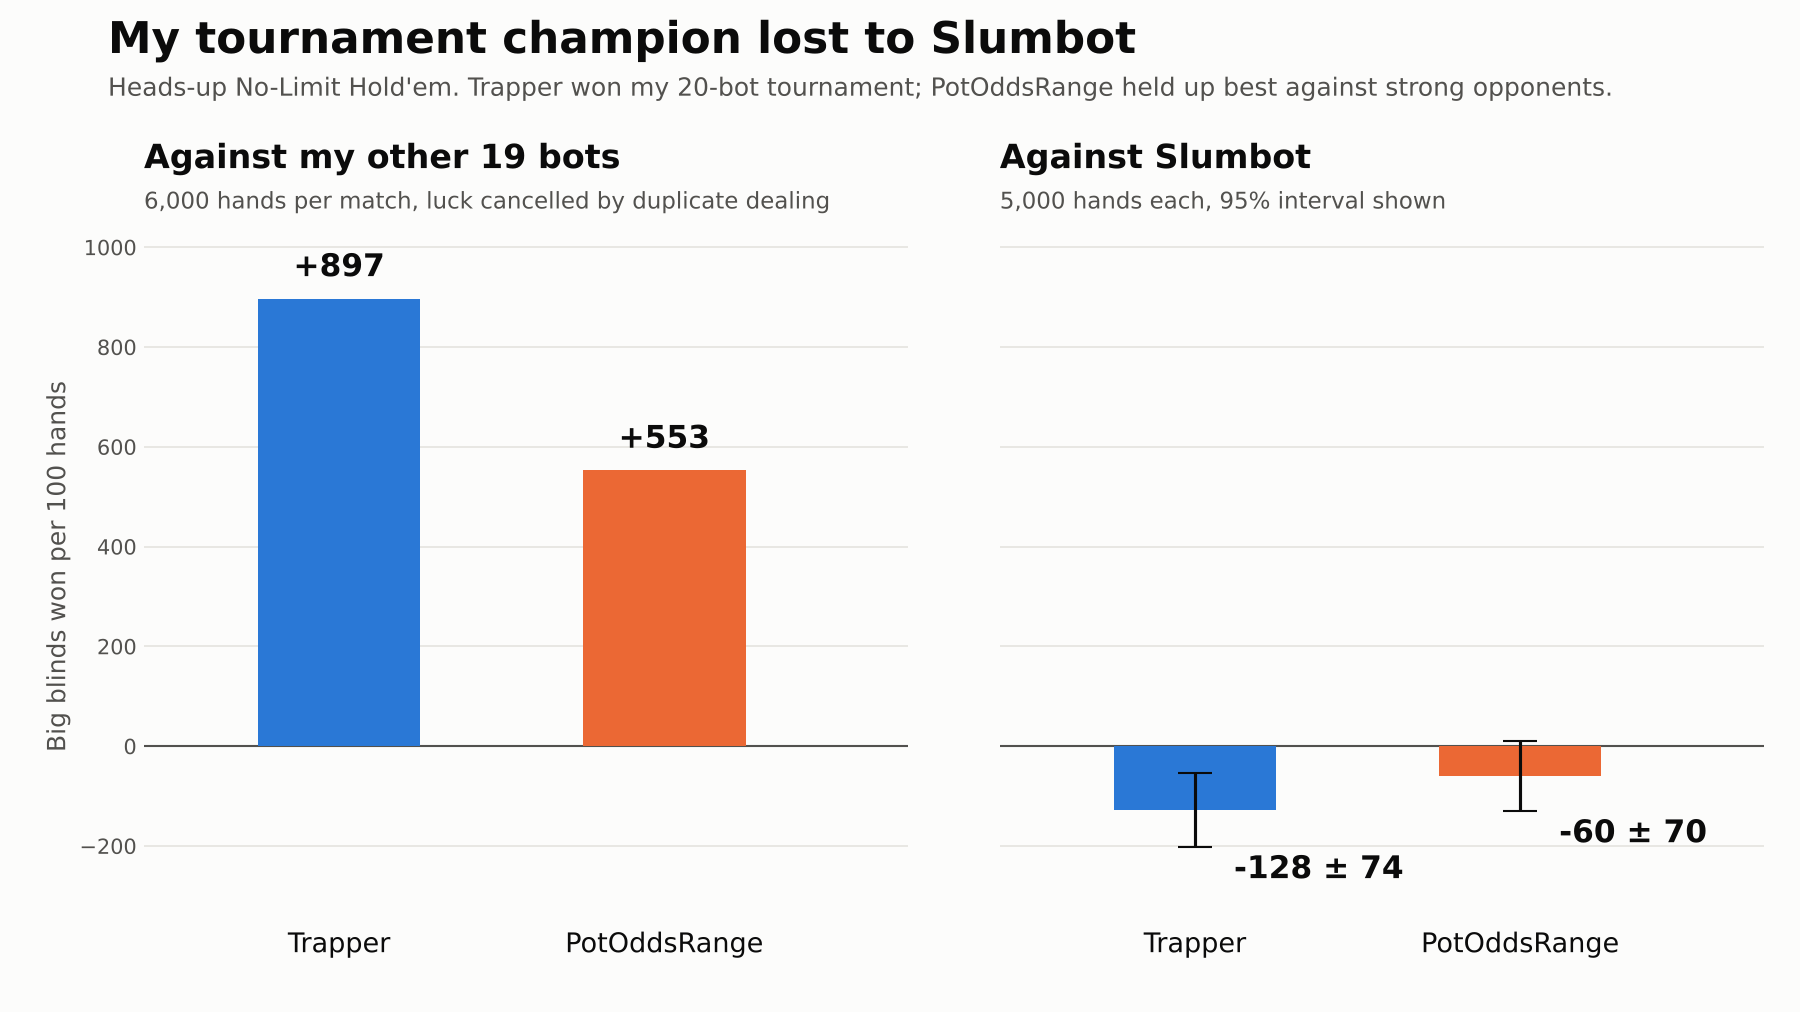 My tournament champion lost to Slumbot
Heads-up No-Limit Hold'em. Trapper won my 20-bot tournament; PotOddsRange held up best against strong opponents.
Against my other 19 bots
6,000 hands per match, luck cancelled by duplicate dealing
Big blinds won per 100 hands
1000
800
600
400
200
0
−200
+897
+553
Trapper
PotOddsRange
Against Slumbot
5,000 hands each, 95% interval shown
-128 ± 74
-60 ± 70
Trapper
PotOddsRange